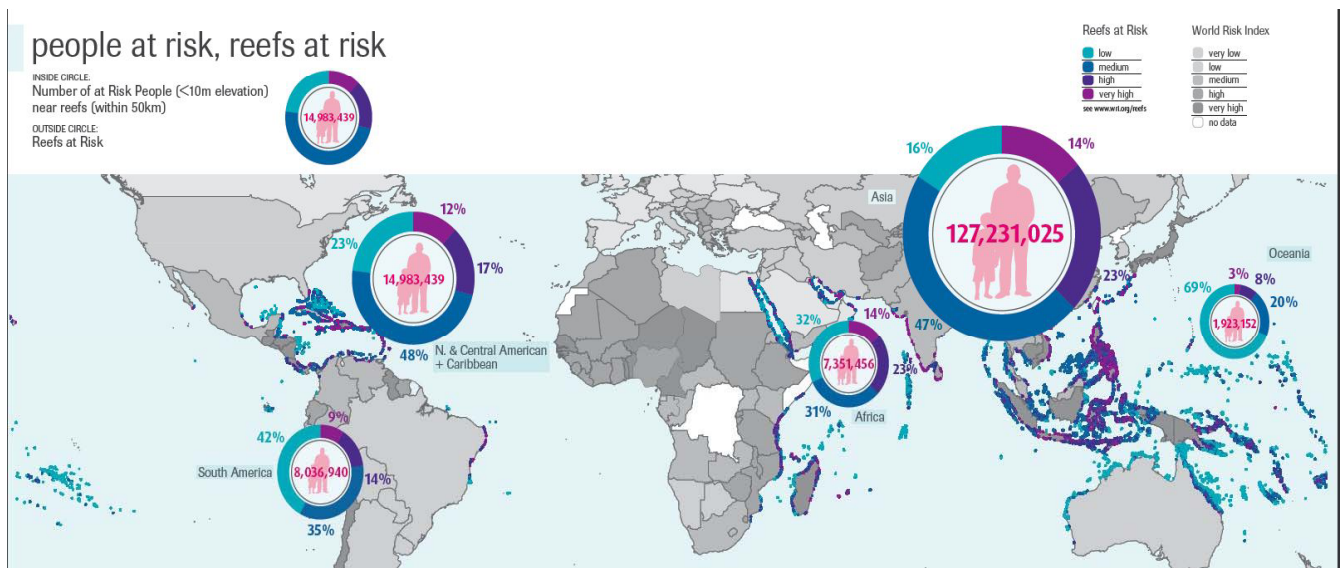 people at risk, reefs at risk
INSIDE CIRCLE:
Number of at Risk People (<10m elevation)
near reefs (within 50km)
OUTSIDE CIRCLE:
Reefs at Risk
14,983,439
Reefs at Risk
low
medium
high
very high
see www.wri.org/reefs
World Risk Index
very low
low
medium
high
very high
no data
12%
23%
14,983,439
17%
48%
N. & Central American
+ Caribbean
9%
42%
South America
8,036,940
14%
35%
32%
14%
7,351,456
23%
31%
Africa
Asia
16%
14%
127,231,025
23%
47%
Oceania
69%
3%
8%
20%
1,923,152